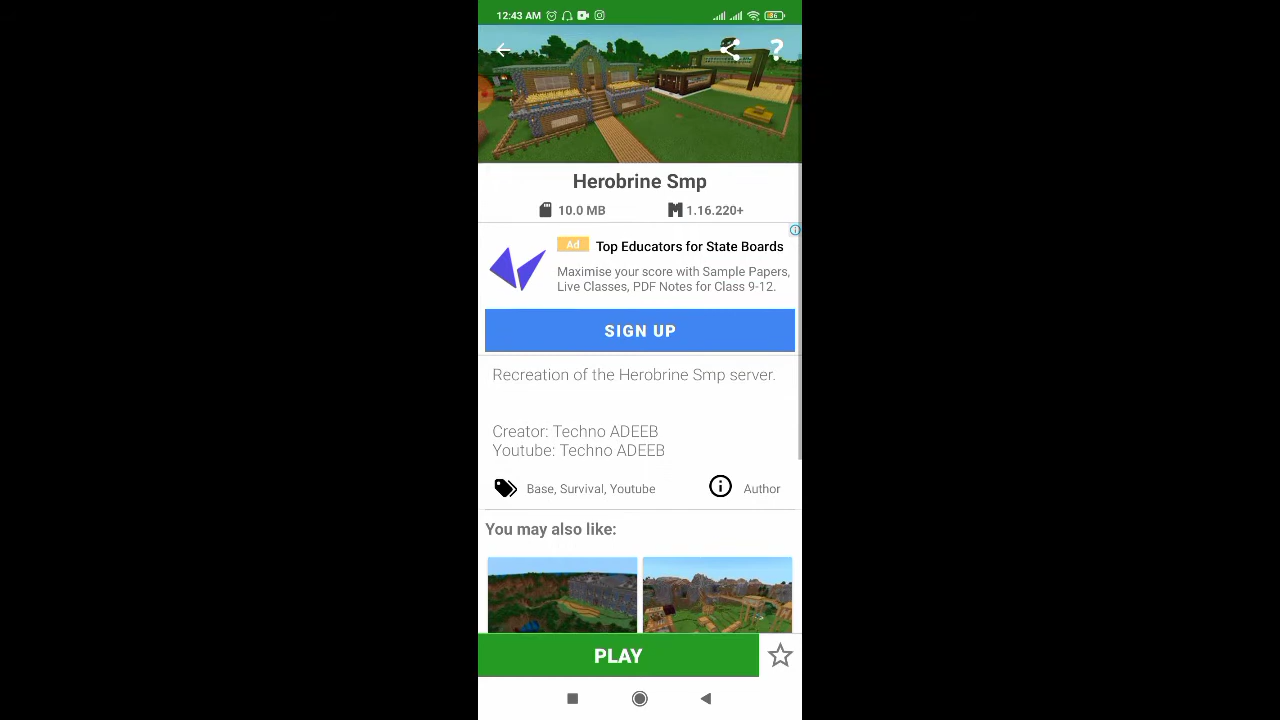 12:43 AM
86
?
Herobrine Smp
10.0 MB
1.16.220+
Ad
Top Educators for State Boards
Maximise your score with Sample Papers,
Live Classes, PDF Notes for Class 9-12.
SIGN UP
Recreation of the Herobrine Smp server.
Creator: Techno ADEEB
Youtube: Techno ADEEB
Base, Survival, Youtube
Author
You may also like:
PLAY